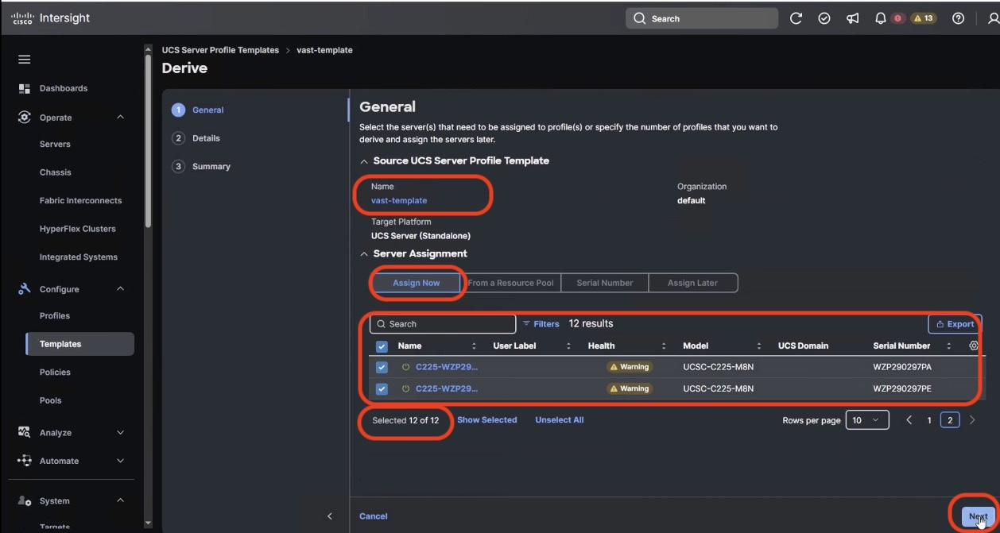 CISCO Intersight
Search
13
Dashboards
Operate
Servers
Chassis
Fabric Interconnects
HyperFlex Clusters
Integrated Systems
Configure
Profiles
Templates
Policies
Pools
Analyze
Automate
System
Targets
UCS Server Profile Templates > vast-template
Derive
1 General
2 Details
3 Summary
General
Select the server(s) that need to be assigned to profile(s) or specify the number of profiles that you want to
derive and assign the servers later.
Source UCS Server Profile Template
Name Organization
vast-template default
Target Platform
UCS Server (Standalone)
Server Assignment
Assign Now From a Resource Pool Serial Number Assign Later
Search Filters 12 results Export
Name User Label Health Model UCS Domain Serial Number
C225-WZP29... Warning UCSC-C225-M8N WZP290297PA
C225-WZP29... Warning UCSC-C225-M8N WZP290297PE
Selected 12 of 12 Show Selected Unselect All Rows per page 10 1 2
Cancel Next